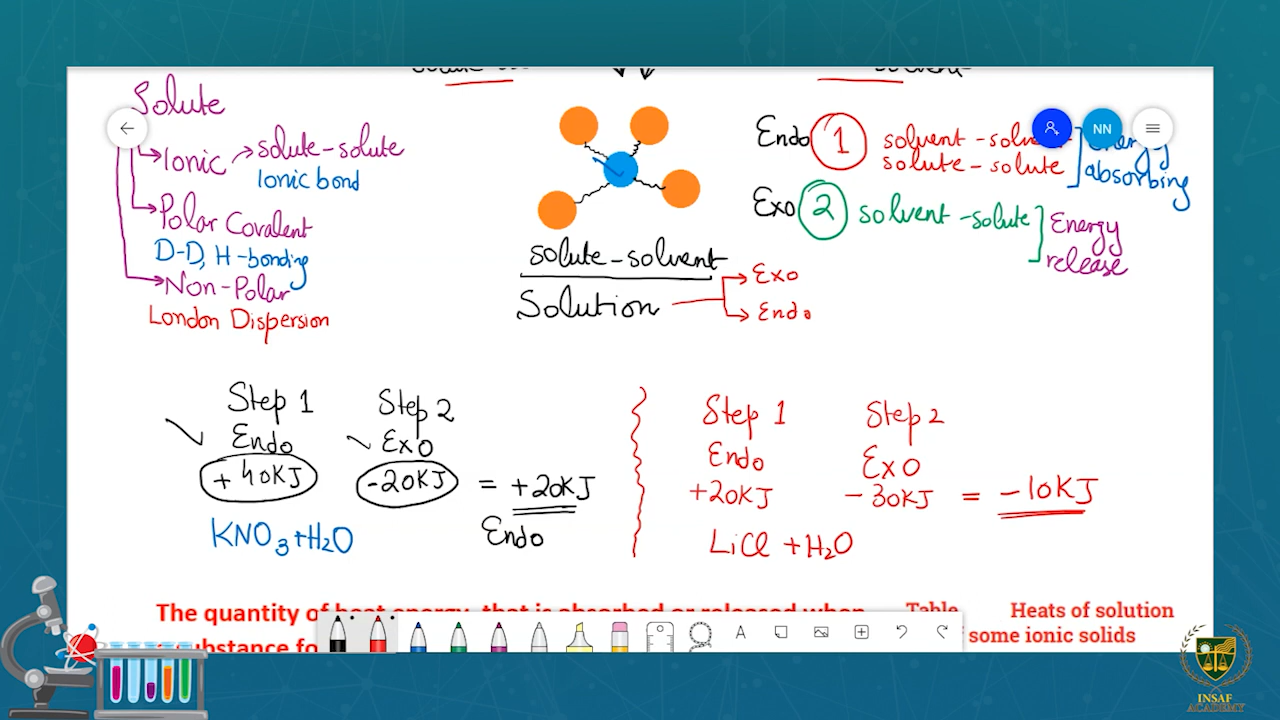 Solute
Ionic → solute-solute
Ionic bond
Polar Covalent
D-D, H-bonding
Non-Polar
London Dispersion
solute-solvent
Solution
Exo
Endo
Endo 1 solvent-
solute-solute
absorbing
Exo 2 solvent-solute
Energy
release
NN
Step 1 Step 2
Endo Exo
+40KJ -20KJ = +20KJ
Endo
KNO3+H2O
Step 1 Step 2
Endo Exo
+20KJ -30KJ = -10KJ
LiCl + H2O
The quantity of heat energy that is absorbed or released when
Table Heats of solution
some ionic solids
A
INSAF
ACADEMY